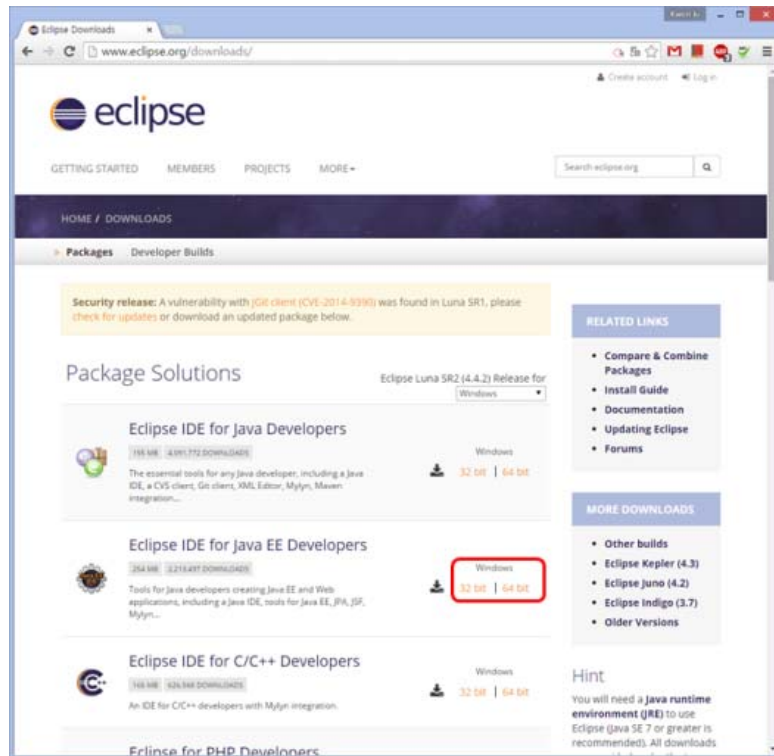 Eclipse Downloads
www.eclipse.org/downloads/
Create account Log in
eclipse
GETTING STARTED MEMBERS PROJECTS MORE
Search eclipse.org
HOME / DOWNLOADS
Packages Developer Builds
Security release: A vulnerability with jGit client (CVE-2014-9390) was found in Luna SR1, please
check for updates or download an updated package below.
Package Solutions
Eclipse Luna SR2 (4.4.2) Release for
Windows
Eclipse IDE for Java Developers
DOWNLOADS
The essential tools for any Java developer, including a Java
IDE, a CVS client, Git client, XML Editor, Mylyn, Maven
integration...
Windows
32 bit | 64 bit
Eclipse IDE for Java EE Developers
254 MB DOWNLOADS
Tools for Java developers creating Java EE and Web
applications, including a Java IDE, tools for Java EE, JPA, JSF,
Mylyn...
Windows
32 bit | 64 bit
Eclipse IDE for C/C++ Developers
DOWNLOADS
An IDE for C/C++ developers with Mylyn integration.
Windows
32 bit | 64 bit
Eclipse for PHP Developers
RELATED LINKS
Compare & Combine
Packages
Install Guide
Documentation
Updating Eclipse
Forums
MORE DOWNLOADS
Other builds
Eclipse Kepler (4.3)
Eclipse Juno (4.2)
Eclipse Indigo (3.7)
Older Versions
Hint
You will need a Java runtime
environment (JRE) to use
Eclipse (Java SE 7 or greater is
recommended). All downloads